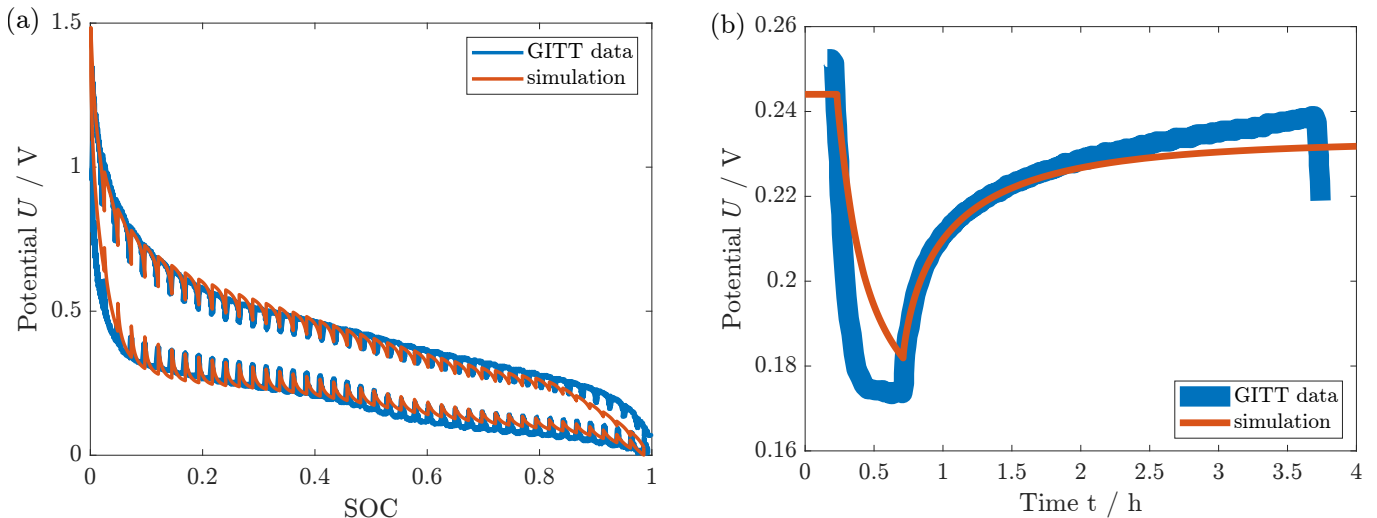 (a)
1.5
1
0.5
0
Potential U / V
0 0.2 0.4 0.6 0.8 1
SOC
GITT data
simulation
(b)
0.26
0.24
0.22
0.2
0.18
0.16
Potential U / V
0 0.5 1 1.5 2 2.5 3 3.5 4
Time t / h
GITT data
simulation